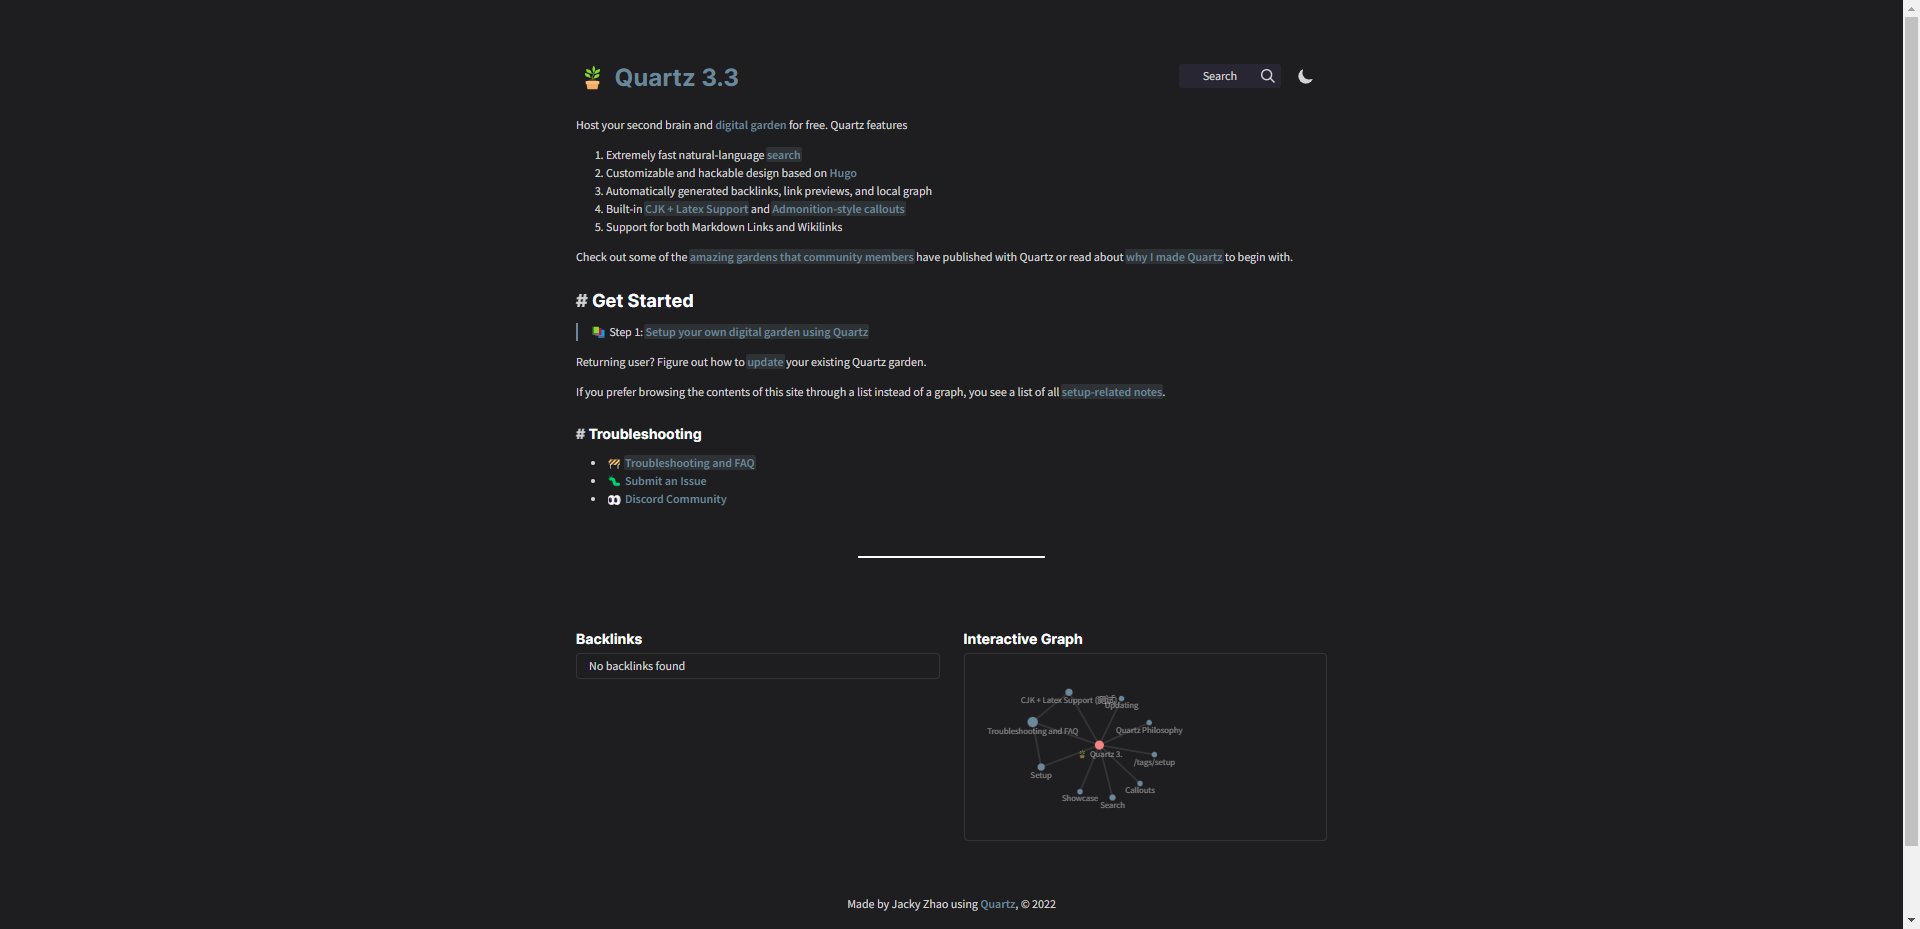 🪴 Quartz 3.3
Search
Host your second brain and digital garden for free. Quartz features
1. Extremely fast natural-language search
2. Customizable and hackable design based on Hugo
3. Automatically generated backlinks, link previews, and local graph
4. Built-in CJK + Latex Support and Admonition-style callouts
5. Support for both Markdown Links and Wikilinks
Check out some of the amazing gardens that community members have published with Quartz or read about why I made Quartz to begin with.
# Get Started
Step 1: Setup your own digital garden using Quartz
Returning user? Figure out how to update your existing Quartz garden.
If you prefer browsing the contents of this site through a list instead of a graph, you see a list of all setup-related notes.
# Troubleshooting
• 🚧 Troubleshooting and FAQ
• 🐛 Submit an Issue
• 👀 Discord Community
Backlinks
No backlinks found
Interactive Graph
CJK + Latex Support
Updating
Troubleshooting and FAQ
Quartz Philosophy
🪴 Quartz 3.
/tags/setup
Setup
Callouts
Showcase
Search
Made by Jacky Zhao using Quartz, © 2022